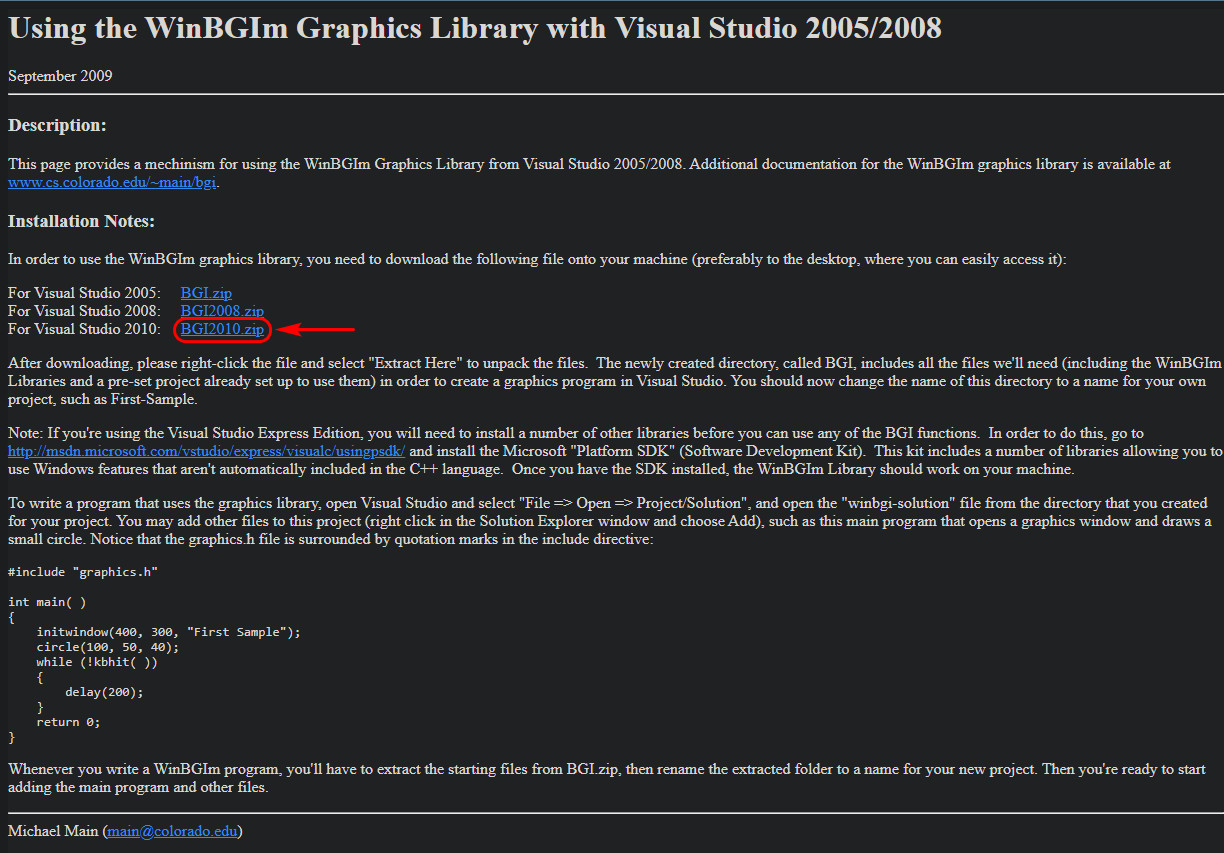 Using the WinBGIm Graphics Library with Visual Studio 2005/2008
September 2009
Description:
This page provides a mechinism for using the WinBGIm Graphics Library from Visual Studio 2005/2008. Additional documentation for the WinBGIm graphics library is available at
www.cs.colorado.edu/~main/bgi.
Installation Notes:
In order to use the WinBGIm graphics library, you need to download the following file onto your machine (preferably to the desktop, where you can easily access it):
For Visual Studio 2005: BGI.zip
For Visual Studio 2008: BGI2008.zip
For Visual Studio 2010: BGI2010.zip
After downloading, please right-click the file and select "Extract Here" to unpack the files. The newly created directory, called BGI, includes all the files we'll need (including the WinBGIm
Libraries and a pre-set project already set up to use them) in order to create a graphics program in Visual Studio. You should now change the name of this directory to a name for your own
project, such as First-Sample.
Note: If you're using the Visual Studio Express Edition, you will need to install a number of other libraries before you can use any of the BGI functions. In order to do this, go to
http://msdn.microsoft.com/vstudio/express/visualc/usingpsdk/ and install the Microsoft "Platform SDK" (Software Development Kit). This kit includes a number of libraries allowing you to
use Windows features that aren't automatically included in the C++ language. Once you have the SDK installed, the WinBGIm Library should work on your machine.
To write a program that uses the graphics library, open Visual Studio and select "File => Open => Project/Solution", and open the "winbgi-solution" file from the directory that you created
for your project. You may add other files to this project (right click in the Solution Explorer window and choose Add), such as this main program that opens a graphics window and draws a
small circle. Notice that the graphics.h file is surrounded by quotation marks in the include directive:
#include "graphics.h"
int main( )
{
    initwindow(400, 300, "First Sample");
    circle(100, 50, 40);
    while (!kbhit( ))
    {
        delay(200);
    }
    return 0;
}
Whenever you write a WinBGIm program, you'll have to extract the starting files from BGI.zip, then rename the extracted folder to a name for your new project. Then you're ready to start
adding the main program and other files.
Michael Main (main@colorado.edu)